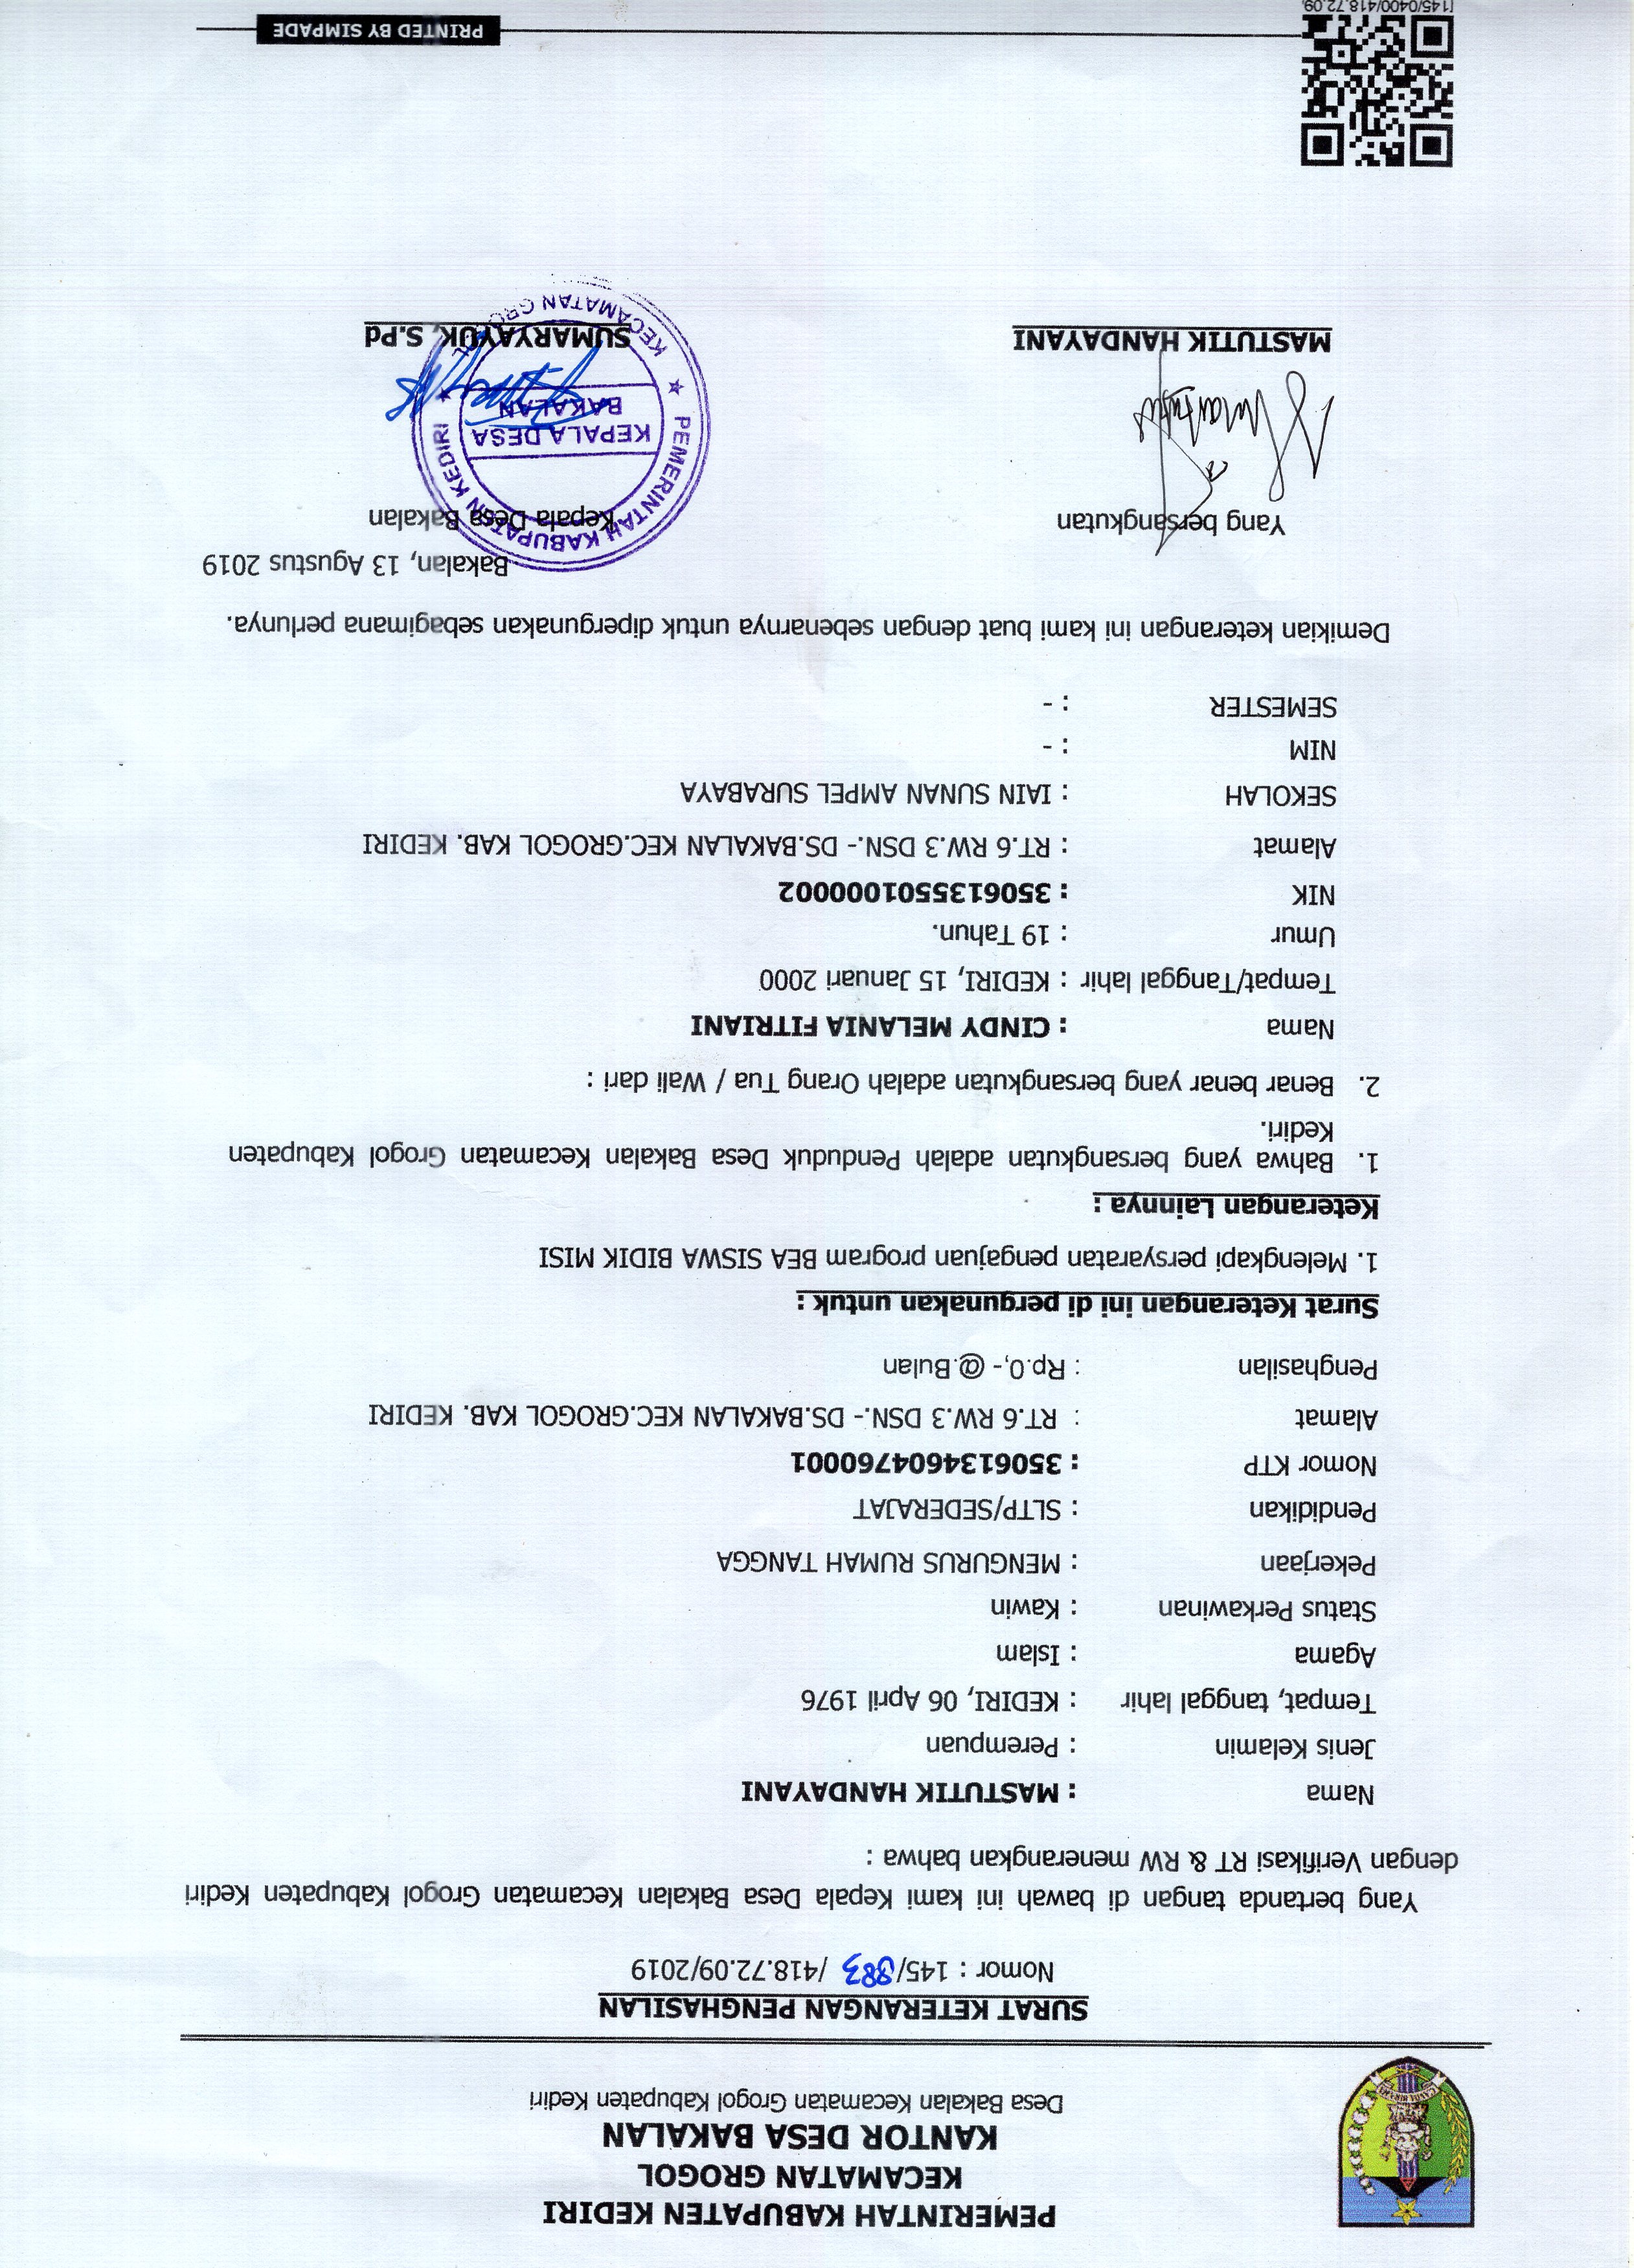 PEMERINTAH KABUPATEN KEDIRI
KECAMATAN GROGOL
KANTOR DESA BAKALAN
Desa Bakalan Kecamatan Grogol Kabupaten Kediri
SURAT KETERANGAN PENGHASILAN
Nomor : 145/883 /418.72.09/2019
Yang bertanda tangan di bawah ini kami Kepala Desa Bakalan Kecamatan Grogol Kabupaten Kediri
dengan Verifikasi RT & RW menerangkan bahwa :
Nama : MASTUTIK HANDAYANI
Jenis Kelamin : Perempuan
Tempat, tanggal lahir : KEDIRI, 06 April 1976
Agama : Islam
Status Perkawinan : Kawin
Pekerjaan : MENGURUS RUMAH TANGGA
Pendidikan : SLTP/SEDERAJAT
Nomor KTP : 3506134604760001
Alamat : RT.6 RW.3 DSN.- DS.BAKALAN KEC.GROGOL KAB. KEDIRI
Penghasilan : Rp.0,- @.Bulan
Surat Keterangan ini di pergunakan untuk :
1. Melengkapi persyaratan pengajuan program BEA SISWA BIDIK MISI
Keterangan Lainnya :
1. Bahwa yang bersangkutan adalah Penduduk Desa Bakalan Kecamatan Grogol Kabupaten
Kediri.
2. Benar benar yang bersangkutan adalah Orang Tua / Wali dari :
Nama : CINDY MELANIA FITRIANI
Tempat/Tanggal lahir : KEDIRI, 15 Januari 2000
Umur : 19 Tahun.
NIK : 3506135501000002
Alamat : RT.6 RW.3 DSN.- DS.BAKALAN KEC.GROGOL KAB. KEDIRI
SEKOLAH : IAIN SUNAN AMPEL SURABAYA
NIM : -
SEMESTER : -
Demikian keterangan ini kami buat dengan sebenarnya untuk dipergunakan sebagimana perlunya.
Bakalan, 13 Agustus 2019
Yang bersangkutan
Kepala Desa Bakalan
PEMERINTAH KABUPATEN KEDIRI
KEPALA DESA
BAKALAN
KECAMATAN GROGOL
MASTUTIK HANDAYANI
SUMARYAYUK, S.Pd
PRINTED BY SIMPADE
[145/0400/418.72.09